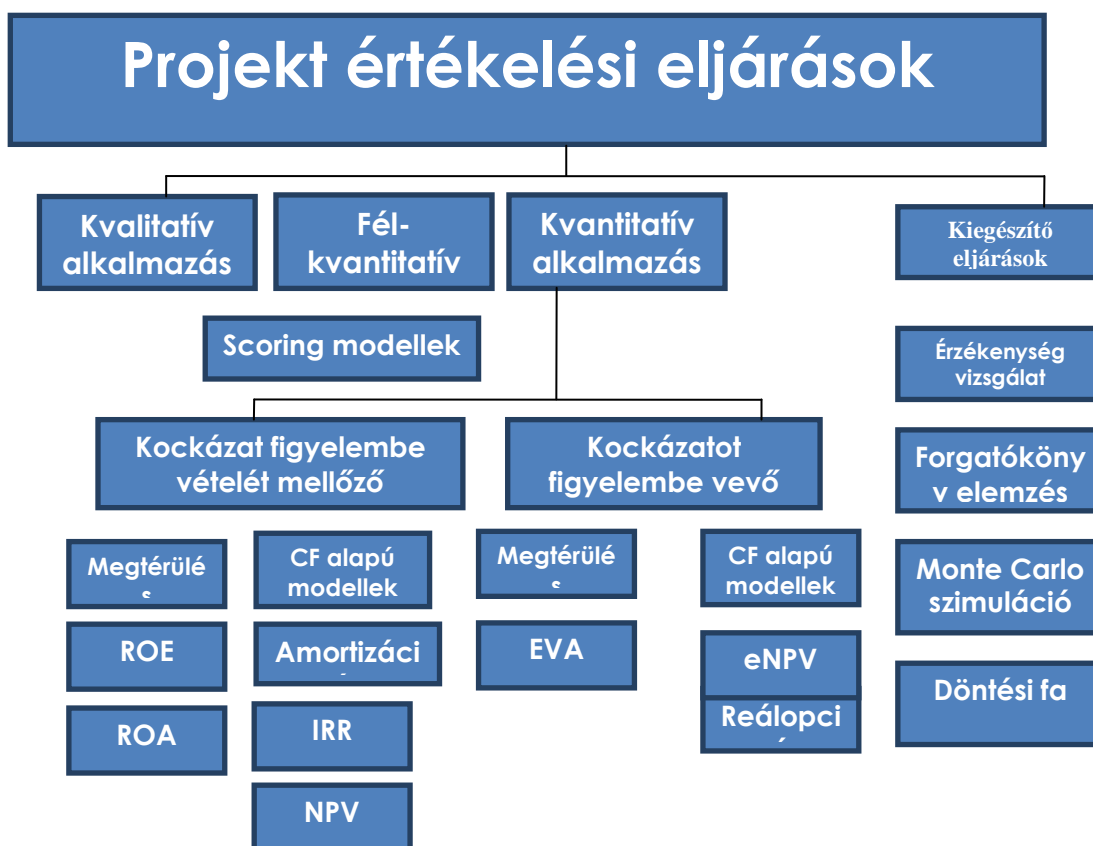 Projekt értékelési eljárások
Kvalitatív
alkalmazás
Fél-
kvantitatív
Kvantitatív
alkalmazás
Kiegészítő
eljárások
Scoring modellek
Érzékenység
vizsgálat
Kockázat figyelembe
vételét mellőző
Kockázatot
figyelembe vevő
Forgatóköny
v elemzés
Megtérülé
CF alapú
modellek
Megtérülé
CF alapú
modellek
Monte Carlo
szimuláció
ROE
Amortizáci
EVA
eNPV
Döntési fa
ROA
IRR
Reálopci
NPV